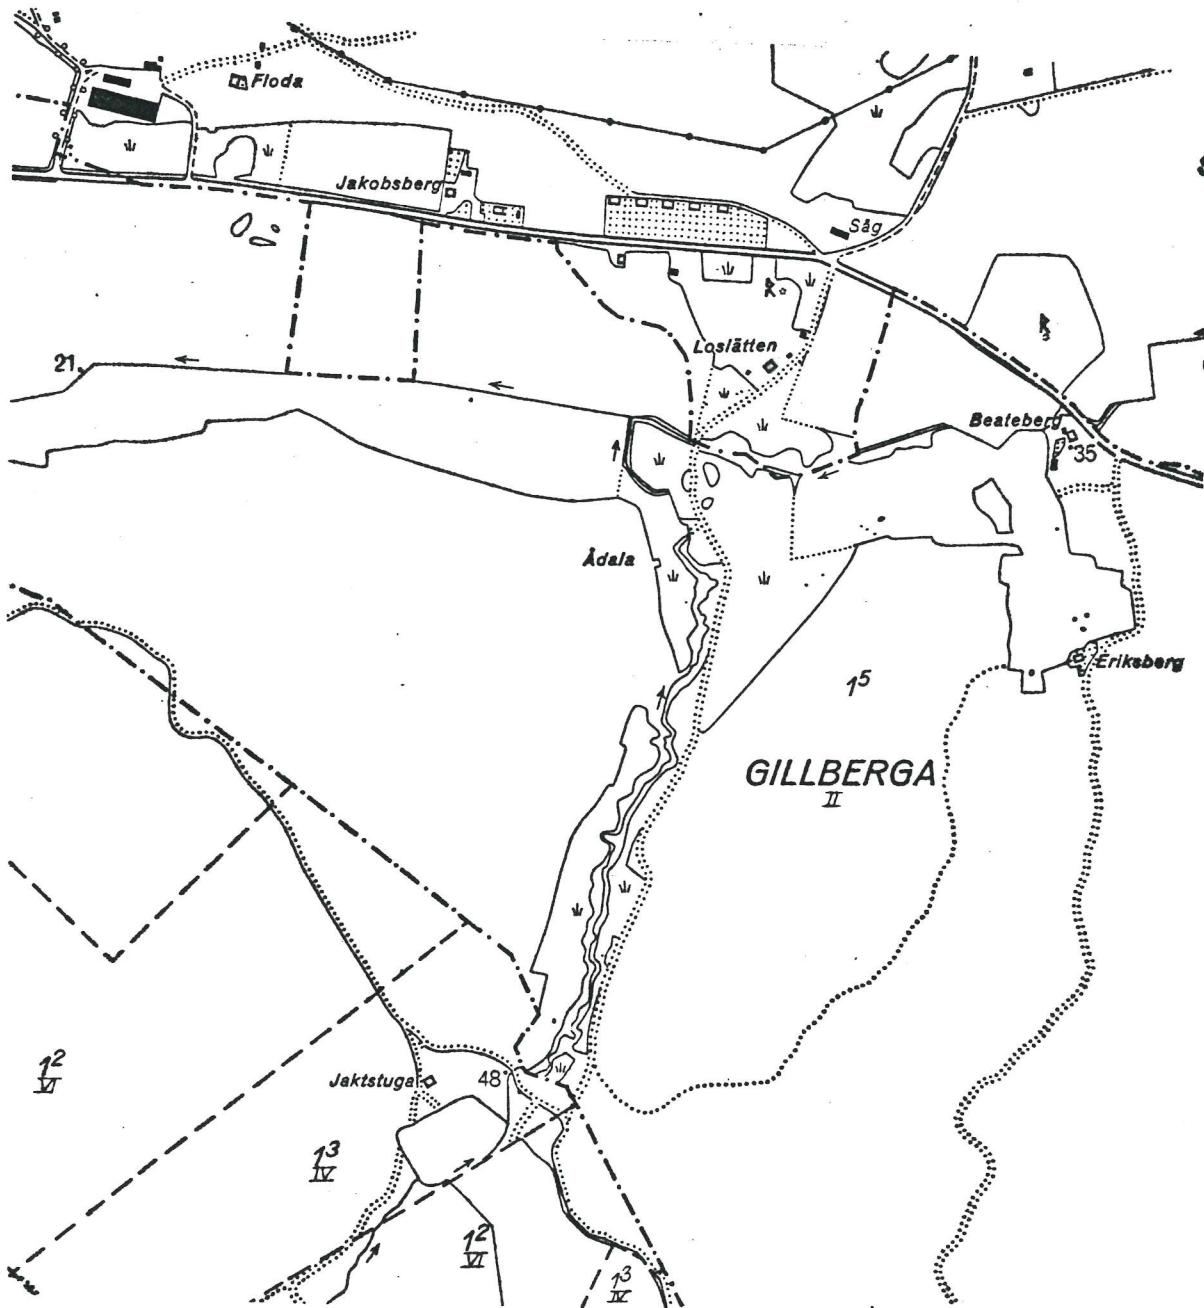 Floda
Jakobsberg
Såg
Loslätten
21
Beateberg
35
Ådala
Eriksberg
1⁵
GILLBERGA
II
1²
VI
Jaktstuga
48
1³
IV
1²
VI
1³
IV